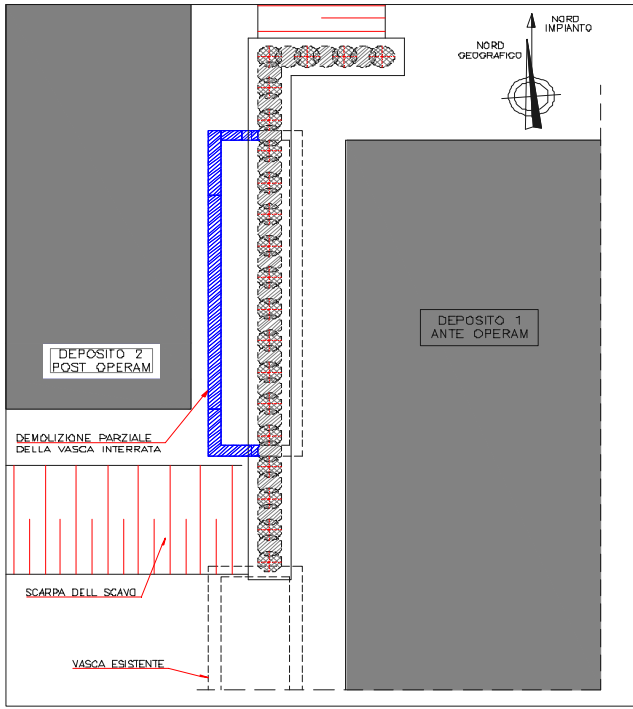 NORD
IMPIANTO
NORD
GEOGRAFICO
DEPOSITO 1
ANTE OPERAM
DEPOSITO 2
POST OPERAM
DEMOLIZIONE PARZIALE
DELLA VASCA INTERRATA
SCARPA DELL SCAVO
VASCA ESISTENTE